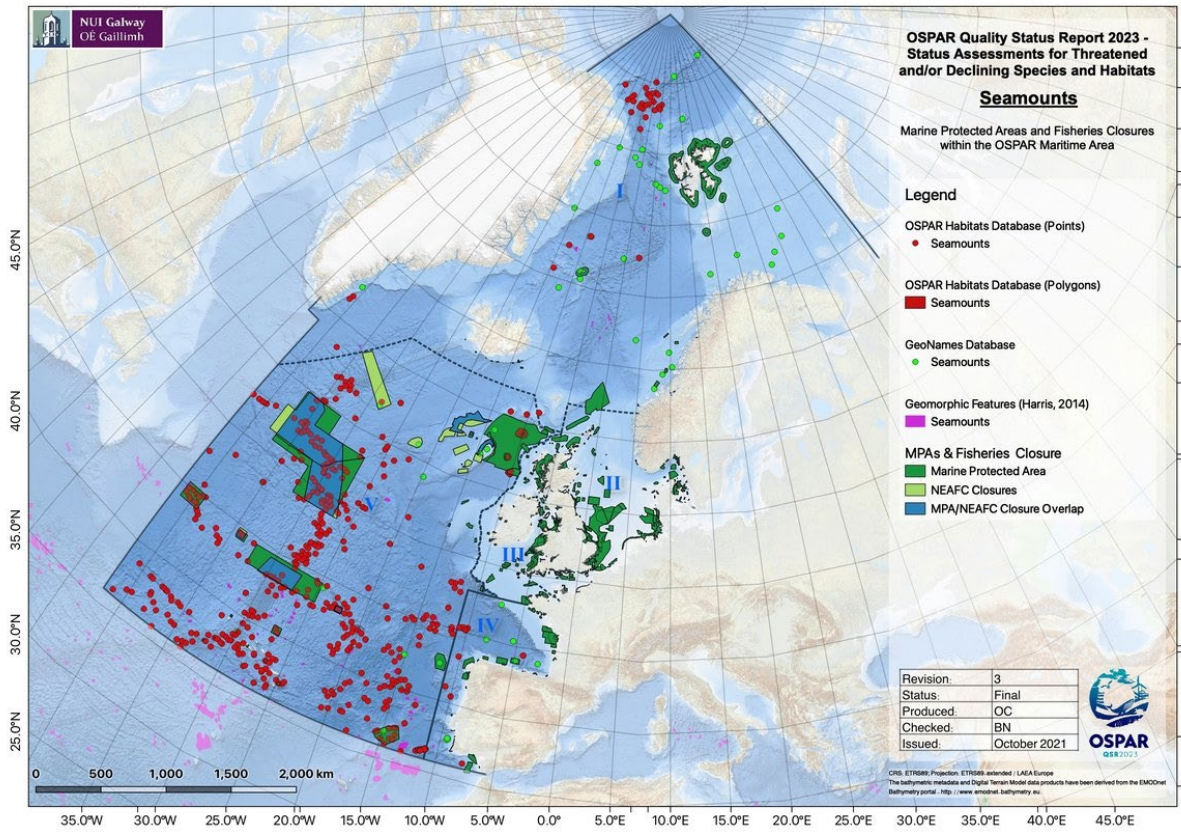 NUI Galway
OÉ Gaillimh
OSPAR Quality Status Report 2023 -
Status Assessments for Threatened
and/or Declining Species and Habitats
Seamounts
Marine Protected Areas and Fisheries Closures
within the OSPAR Maritime Area
Legend
OSPAR Habitats Database (Points)
Seamounts
OSPAR Habitats Database (Polygons)
Seamounts
GeoNames Database
Seamounts
Geomorphic Features (Harris, 2014)
Seamounts
MPAs & Fisheries Closure
Marine Protected Area
NEAFC Closures
MPA/NEAFC Closure Overlap
I
II
III
IV
V
45.0°N
40.0°N
35.0°N
30.0°N
25.0°N
0 500 1,000 1,500 2,000 km
Revision: 3
Status: Final
Produced: OC
Checked: BN
Issued: October 2021
OSPAR
QSR2023
CRS: ETRS89; Projection: ETRS89-extended / LAEA Europe
The bathymetric metadata and Digital Terrain Model data products have been derived from the EMODnet
Bathymetry portal - http://www.emodnet-bathymetry.eu.
35.0°W 30.0°W 25.0°W 20.0°W 15.0°W 10.0°W 5.0°W 0.0° 5.0°E 10.0°E 15.0°E 20.0°E 25.0°E 30.0°E 35.0°E 40.0°E 45.0°E